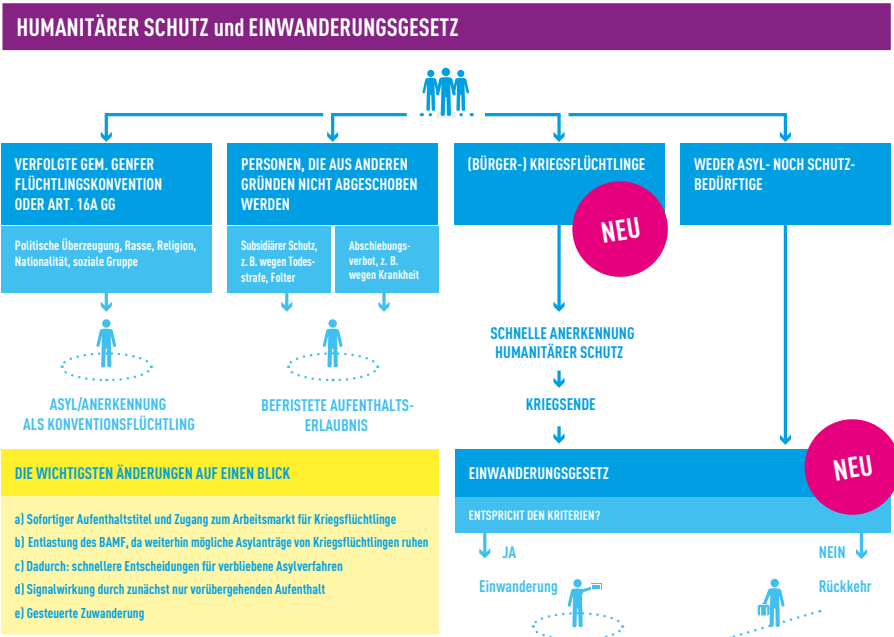 HUMANITÄRER SCHUTZ und EINWANDERUNGSGESETZ
VERFOLGTE GEM. GENFER
FLÜCHTLINGSKONVENTION
ODER ART. 16A GG
Politische Überzeugung, Rasse, Religion,
Nationalität, soziale Gruppe
ASYL/ANERKENNUNG
ALS KONVENTIONSFLÜCHTLING
PERSONEN, DIE AUS ANDEREN
GRÜNDEN NICHT ABGESCHOBEN
WERDEN
Subsidiärer Schutz,
z. B. wegen Todes-
strafe, Folter
Abschiebungs-
verbot, z. B.
wegen Krankheit
BEFRISTETE AUFENTHALTS-
ERLAUBNIS
(BÜRGER-) KRIEGSFLÜCHTLINGE
NEU
SCHNELLE ANERKENNUNG
HUMANITÄRER SCHUTZ
KRIEGSENDE
WEDER ASYL- NOCH SCHUTZ-
BEDÜRFTIGE
DIE WICHTIGSTEN ÄNDERUNGEN AUF EINEN BLICK
a) Sofortiger Aufenthaltstitel und Zugang zum Arbeitsmarkt für Kriegsflüchtlinge
b) Entlastung des BAMF, da weiterhin mögliche Asylanträge von Kriegsflüchtlingen ruhen
c) Dadurch: schnellere Entscheidungen für verbliebene Asylverfahren
d) Signalwirkung durch zunächst nur vorübergehenden Aufenthalt
e) Gesteuerte Zuwanderung
EINWANDERUNGSGESETZ
NEU
ENTSPRICHT DEN KRITERIEN?
JA
Einwanderung
NEIN
Rückkehr